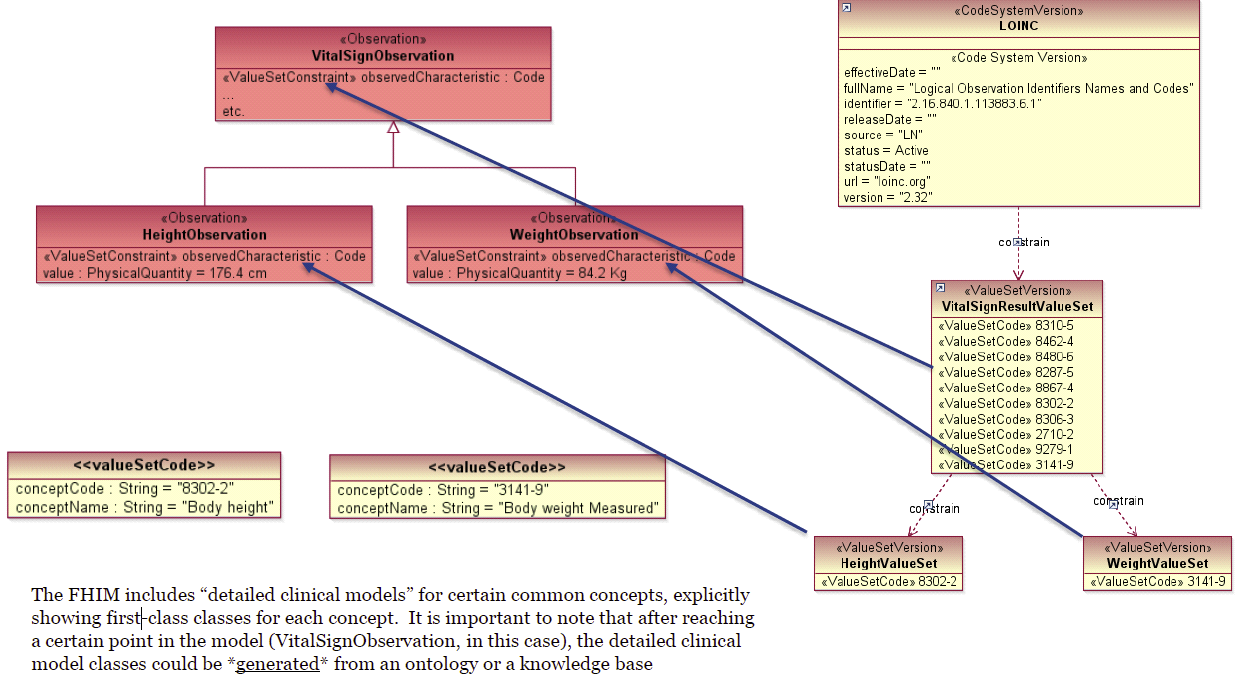 «Observation»
VitalSignObservation
«ValueSetConstraint» observedCharacteristic : Code
...
etc.
«CodeSystemVersion»
LOINC
«Code System Version»
effectiveDate = ""
fullName = "Logical Observation Identifiers Names and Codes"
identifier = "2.16.840.1.113883.6.1"
releaseDate = ""
source = "LN"
status = Active
statusDate = ""
url = "loinc.org"
version = "2.32"
«Observation»
HeightObservation
«ValueSetConstraint» observedCharacteristic : Code
value : PhysicalQuantity = 176.4 cm
«Observation»
WeightObservation
«ValueSetConstraint» observedCharacteristic : Code
value : PhysicalQuantity = 84.2 Kg
constrain
«ValueSetVersion»
VitalSignResultValueSet
«ValueSetCode» 8310-5
«ValueSetCode» 8462-4
«ValueSetCode» 8480-6
«ValueSetCode» 8287-5
«ValueSetCode» 8867-4
«ValueSetCode» 8302-2
«ValueSetCode» 8306-3
«ValueSetCode» 2710-2
«ValueSetCode» 9279-1
«ValueSetCode» 3141-9
<<valueSetCode>>
conceptCode : String = "8302-2"
conceptName : String = "Body height"
<<valueSetCode>>
conceptCode : String = "3141-9"
conceptName : String = "Body weight Measured"
constrain
constrain
«ValueSetVersion»
HeightValueSet
«ValueSetCode» 8302-2
«ValueSetVersion»
WeightValueSet
«ValueSetCode» 3141-9
The FHIM includes “detailed clinical models” for certain common concepts, explicitly
showing first-class classes for each concept.  It is important to note that after reaching
a certain point in the model (VitalSignObservation, in this case), the detailed clinical
model classes could be *generated* from an ontology or a knowledge base